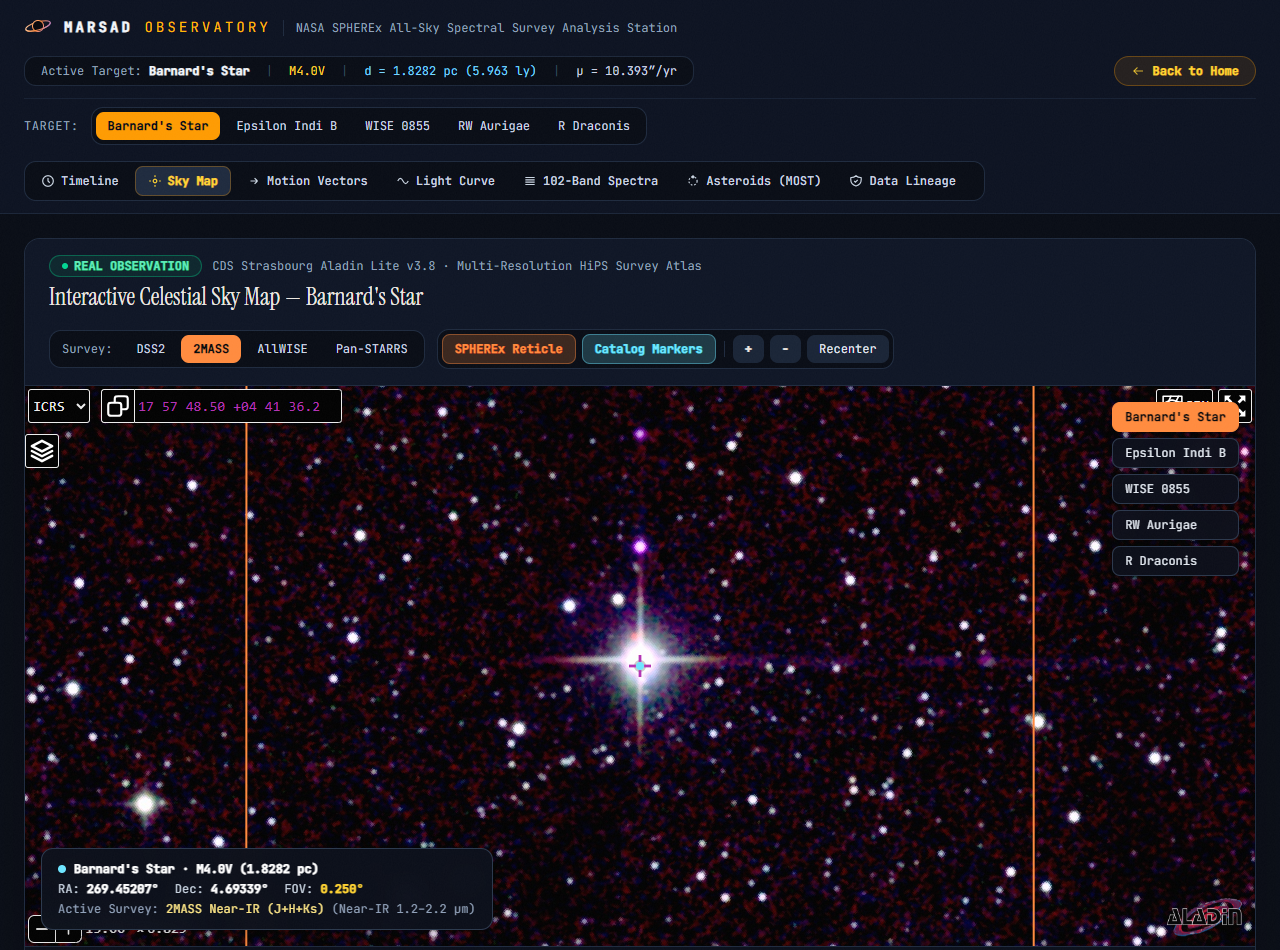 MARSAD OBSERVATORY NASA SPHEREx All-Sky Spectral Survey Analysis Station
Active Target: Barnard's Star | M4.0V | d = 1.8282 pc (5.963 ly) | μ = 10.393″/yr
← Back to Home
TARGET: Barnard's Star Epsilon Indi B WISE 0855 RW Aurigae R Draconis
Timeline Sky Map Motion Vectors Light Curve 102-Band Spectra Asteroids (MOST) Data Lineage
REAL OBSERVATION CDS Strasbourg Aladin Lite v3.8 · Multi-Resolution HiPS Survey Atlas
Interactive Celestial Sky Map — Barnard's Star
Survey: DSS2 2MASS AllWISE Pan-STARRS SPHEREx Reticle Catalog Markers + - Recenter
ICRS 17 57 48.50 +04 41 36.2
Barnard's Star
Epsilon Indi B
WISE 0855
RW Aurigae
R Draconis
Barnard's Star · M4.0V (1.8282 pc)
RA: 269.45207° Dec: 4.69339° FOV: 0.250°
Active Survey: 2MASS Near-IR (J+H+Ks) (Near-IR 1.2–2.2 μm)
ALADIN